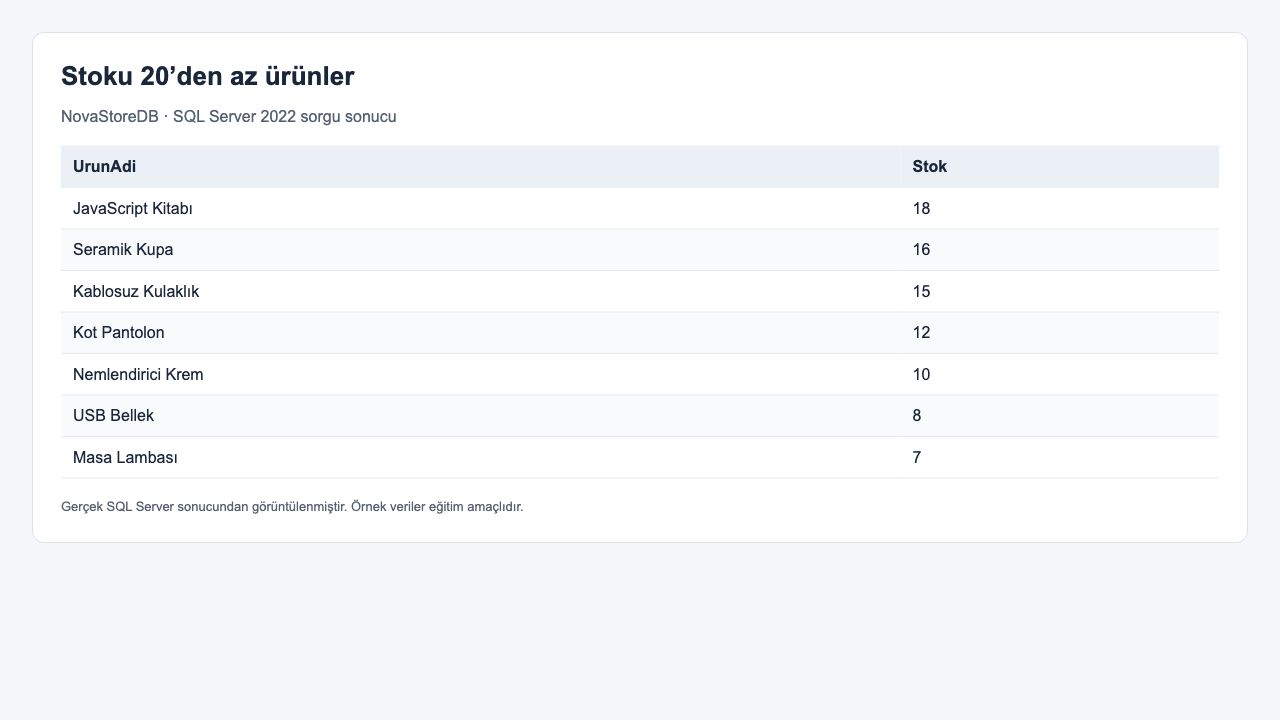 Stoku 20’den az ürünler
NovaStoreDB · SQL Server 2022 sorgu sonucu
UrunAdi Stok
JavaScript Kitabı 18
Seramik Kupa 16
Kablosuz Kulaklık 15
Kot Pantolon 12
Nemlendirici Krem 10
USB Bellek 8
Masa Lambası 7
Gerçek SQL Server sonucundan görüntülenmiştir. Örnek veriler eğitim amaçlıdır.